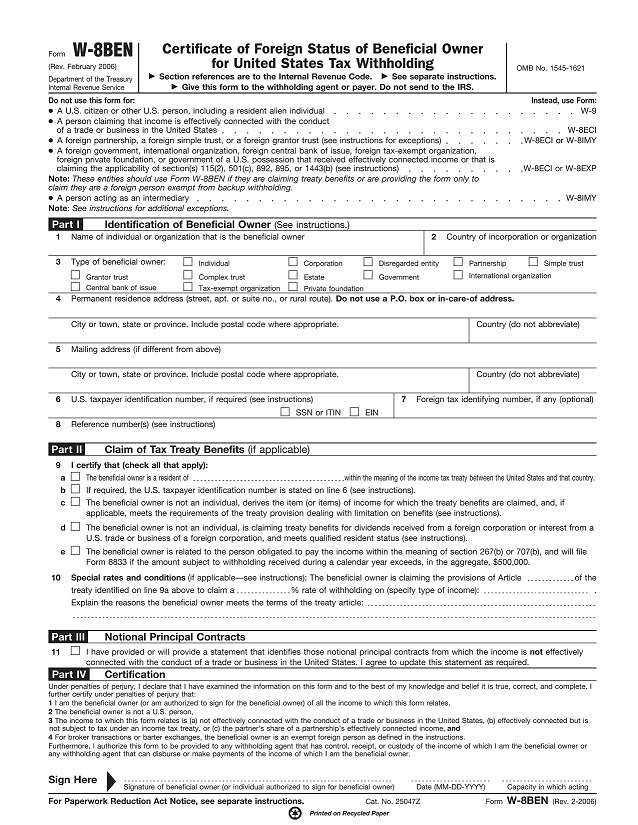 Form W-8BEN
(Rev. February 2006)
Department of the Treasury
Internal Revenue Service
Certificate of Foreign Status of Beneficial Owner
for United States Tax Withholding
▶ Section references are to the Internal Revenue Code. ▶ See separate instructions.
▶ Give this form to the withholding agent or payer. Do not send to the IRS.
OMB No. 1545-1621
Do not use this form for: Instead, use Form:
● A U.S. citizen or other U.S. person, including a resident alien individual . . . . . . . . . . . . . . . . . . . . . W-9
● A person claiming that income is effectively connected with the conduct
of a trade or business in the United States . . . . . . . . . . . . . . . . . . . . . . . . . . . W-8ECI
● A foreign partnership, a foreign simple trust, or a foreign grantor trust (see instructions for exceptions) . . . . . . W-8ECI or W-8IMY
● A foreign government, international organization, foreign central bank of issue, foreign tax-exempt organization,
foreign private foundation, or government of a U.S. possession that received effectively connected income or that is
claiming the applicability of section(s) 115(2), 501(c), 892, 895, or 1443(b) (see instructions) . . . . . . . . . W-8ECI or W-8EXP
Note: These entities should use Form W-8BEN if they are claiming treaty benefits or are providing the form only to
claim they are a foreign person exempt from backup withholding.
● A person acting as an intermediary . . . . . . . . . . . . . . . . . . . . . . . . . . . . . . W-8IMY
Note: See instructions for additional exceptions.
Part I Identification of Beneficial Owner (See instructions.)
1 Name of individual or organization that is the beneficial owner
2 Country of incorporation or organization
3 Type of beneficial owner: Individual Corporation Disregarded entity Partnership Simple trust
Grantor trust Complex trust Estate Government International organization
Central bank of issue Tax-exempt organization Private foundation
4 Permanent residence address (street, apt. or suite no., or rural route). Do not use a P.O. box or in-care-of address.
City or town, state or province. Include postal code where appropriate. Country (do not abbreviate)
5 Mailing address (if different from above)
City or town, state or province. Include postal code where appropriate. Country (do not abbreviate)
6 U.S. taxpayer identification number, if required (see instructions)
SSN or ITIN EIN
7 Foreign tax identifying number, if any (optional)
8 Reference number(s) (see instructions)
Part II Claim of Tax Treaty Benefits (if applicable)
9 I certify that (check all that apply):
a The beneficial owner is a resident of ........ within the meaning of the income tax treaty between the United States and that country.
b If required, the U.S. taxpayer identification number is stated on line 6 (see instructions).
c The beneficial owner is not an individual, derives the item (or items) of income for which the treaty benefits are claimed, and, if
applicable, meets the requirements of the treaty provision dealing with limitation on benefits (see instructions).
d The beneficial owner is not an individual, is claiming treaty benefits for dividends received from a foreign corporation or interest from a
U.S. trade or business of a foreign corporation, and meets qualified resident status (see instructions).
e The beneficial owner is related to the person obligated to pay the income within the meaning of section 267(b) or 707(b), and will file
Form 8833 if the amount subject to withholding received during a calendar year exceeds, in the aggregate, $500,000.
10 Special rates and conditions (if applicable—see instructions): The beneficial owner is claiming the provisions of Article ........ of the
treaty identified on line 9a above to claim a ........ % rate of withholding on (specify type of income): ........ .
Explain the reasons the beneficial owner meets the terms of the treaty article: ........
Part III Notional Principal Contracts
11 I have provided or will provide a statement that identifies those notional principal contracts from which the income is not effectively
connected with the conduct of a trade or business in the United States. I agree to update this statement as required.
Part IV Certification
Under penalties of perjury, I declare that I have examined the information on this form and to the best of my knowledge and belief it is true, correct, and complete. I
further certify under penalties of perjury that:
1 I am the beneficial owner (or am authorized to sign for the beneficial owner) of all the income to which this form relates,
2 The beneficial owner is not a U.S. person,
3 The income to which this form relates is (a) not effectively connected with the conduct of a trade or business in the United States, (b) effectively connected but is
not subject to tax under an income tax treaty, or (c) the partner's share of a partnership's effectively connected income, and
4 For broker transactions or barter exchanges, the beneficial owner is an exempt foreign person as defined in the instructions.
Furthermore, I authorize this form to be provided to any withholding agent that has control, receipt, or custody of the income of which I am the beneficial owner or
any withholding agent that can disburse or make payments of the income of which I am the beneficial owner.
Sign Here
Signature of beneficial owner (or individual authorized to sign for beneficial owner) Date (MM-DD-YYYY) Capacity in which acting
For Paperwork Reduction Act Notice, see separate instructions. Cat. No. 25047Z Form W-8BEN (Rev. 2-2006)
Printed on Recycled Paper